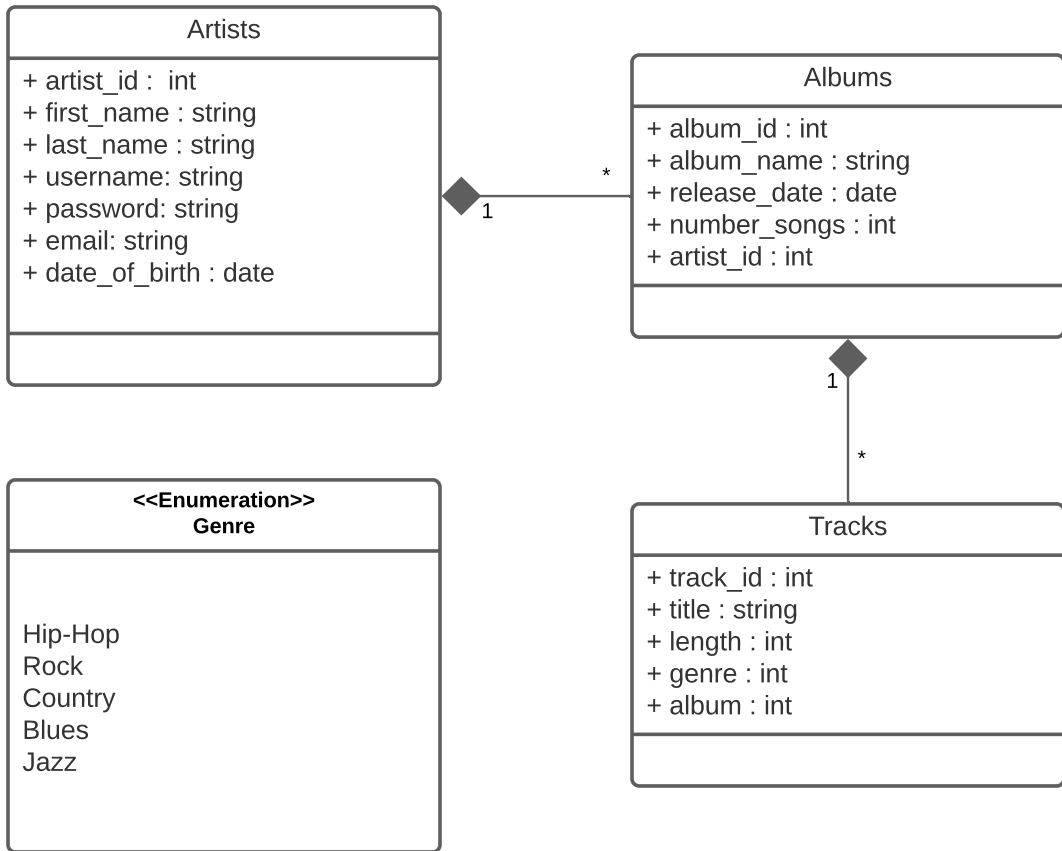 Artists
+ artist_id :  int
+ first_name : string
+ last_name : string
+ username: string
+ password: string
+ email: string
+ date_of_birth : date
1
*
Albums
+ album_id : int
+ album_name : string
+ release_date : date
+ number_songs : int
+ artist_id : int
1
*
<<Enumeration>>
Genre
Hip-Hop
Rock
Country
Blues
Jazz
Tracks
+ track_id : int
+ title : string
+ length : int
+ genre : int
+ album : int